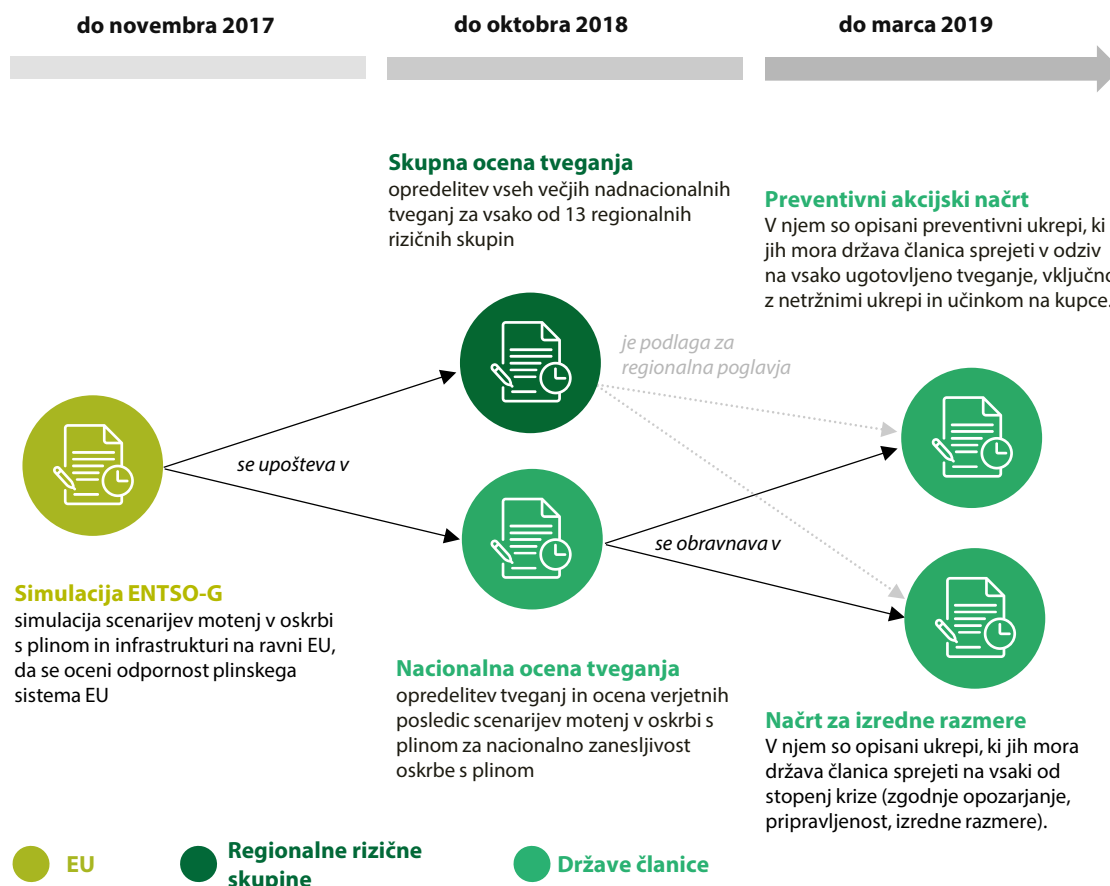 do novembra 2017
do oktobra 2018
do marca 2019
Skupna ocena tveganja
opredelitev vseh večjih nadnacionalnih
tveganj za vsako od 13 regionalnih
rizičnih skupin
Preventivni akcijski načrt
V njem so opisani preventivni ukrepi, ki
jih mora država članica sprejeti v odziv
na vsako ugotovljeno tveganje, vključno
z netržnimi ukrepi in učinkom na kupce.
je podlaga za
regionalna poglavja
se upošteva v
se obravnava v
Simulacija ENTSO-G
simulacija scenarijev motenj v oskrbi
s plinom in infrastrukturi na ravni EU,
da se oceni odpornost plinskega
sistema EU
Nacionalna ocena tveganja
opredelitev tveganj in ocena verjetnih
posledic scenarijev motenj v oskrbi s
plinom za nacionalno zanesljivost
oskrbe s plinom
Načrt za izredne razmere
V njem so opisani ukrepi, ki jih mora
država članica sprejeti na vsaki od
stopenj krize (zgodnje opozarjanje,
pripravljenost, izredne razmere).
EU
Regionalne rizične
skupine
Države članice